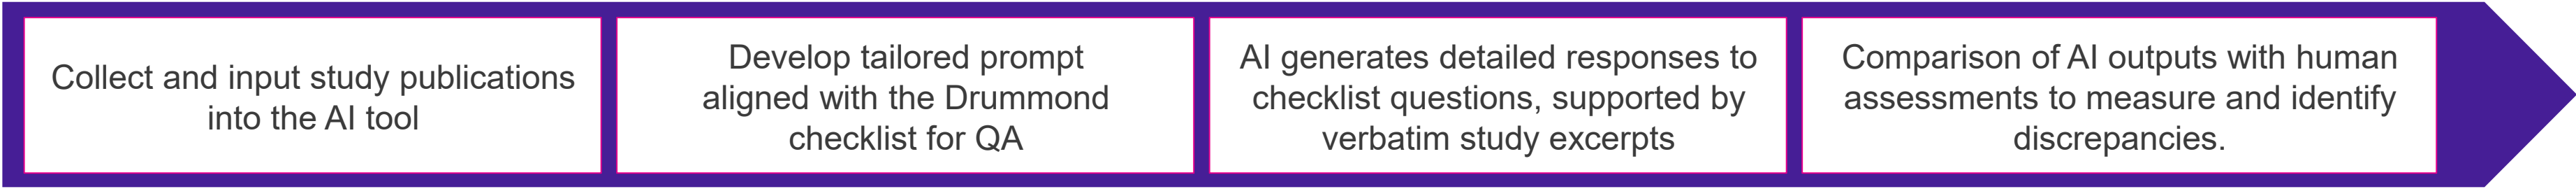 Collect and input study publications
into the AI tool
Develop tailored prompt
aligned with the Drummond
checklist for QA
AI generates detailed responses to
checklist questions, supported by
verbatim study excerpts
Comparison of AI outputs with human
assessments to measure and identify
discrepancies.